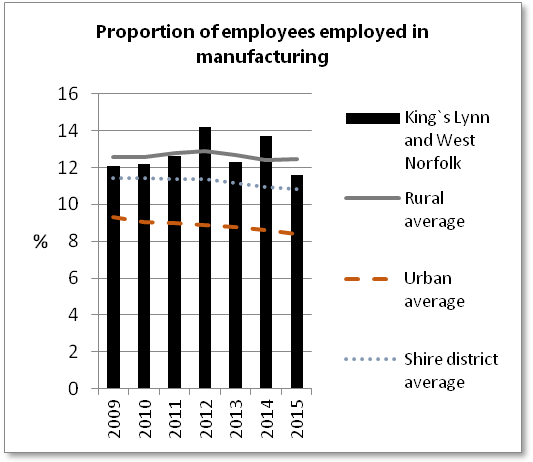 Proportion of employees employed in
manufacturing
16
14
12
10
8
6
4
2
0
%
2009
2010
2011
2012
2013
2014
2015
King`s Lynn
and West
Norfolk
Rural
average
Urban
average
Shire district
average